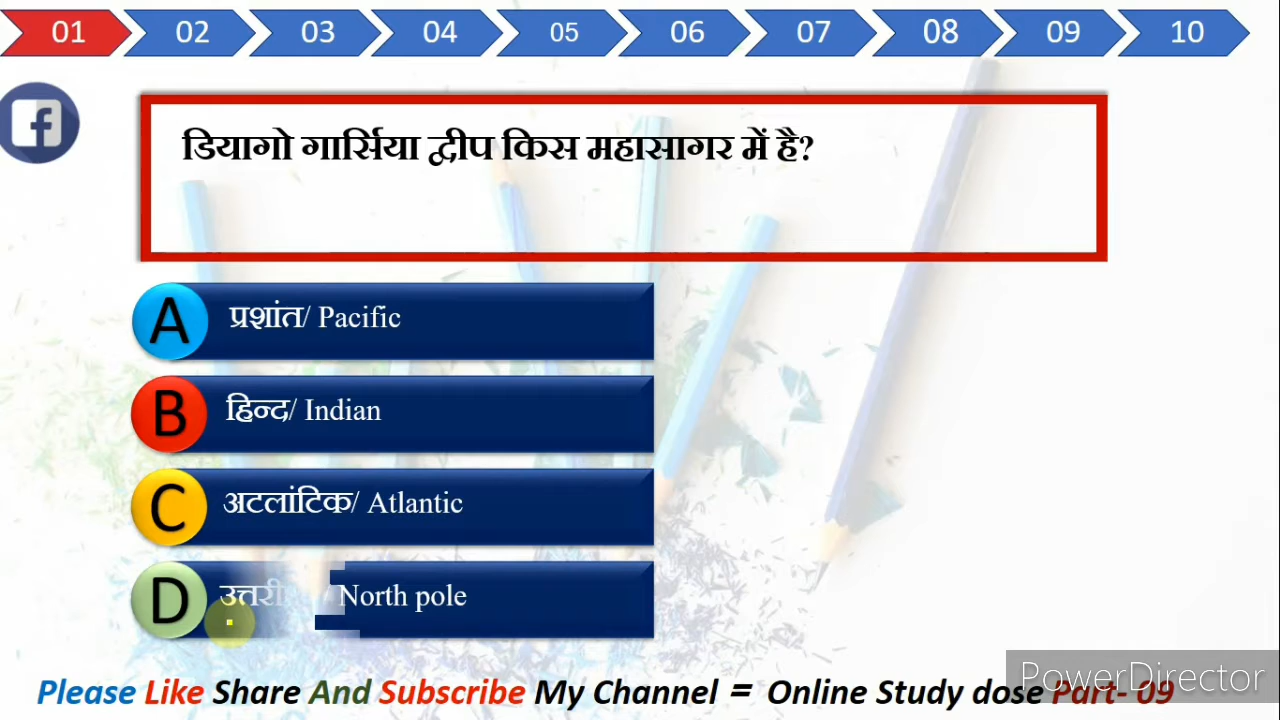 01 02 03 04 05 06 07 08 09 10
डियागो गार्सिया द्वीप किस महासागर में है?
A प्रशांत/ Pacific
B हिन्द/ Indian
C अटलांटिक/ Atlantic
D North pole
Please Like Share And Subscribe My Channel = Online Study dose Part- 09
PowerDirector